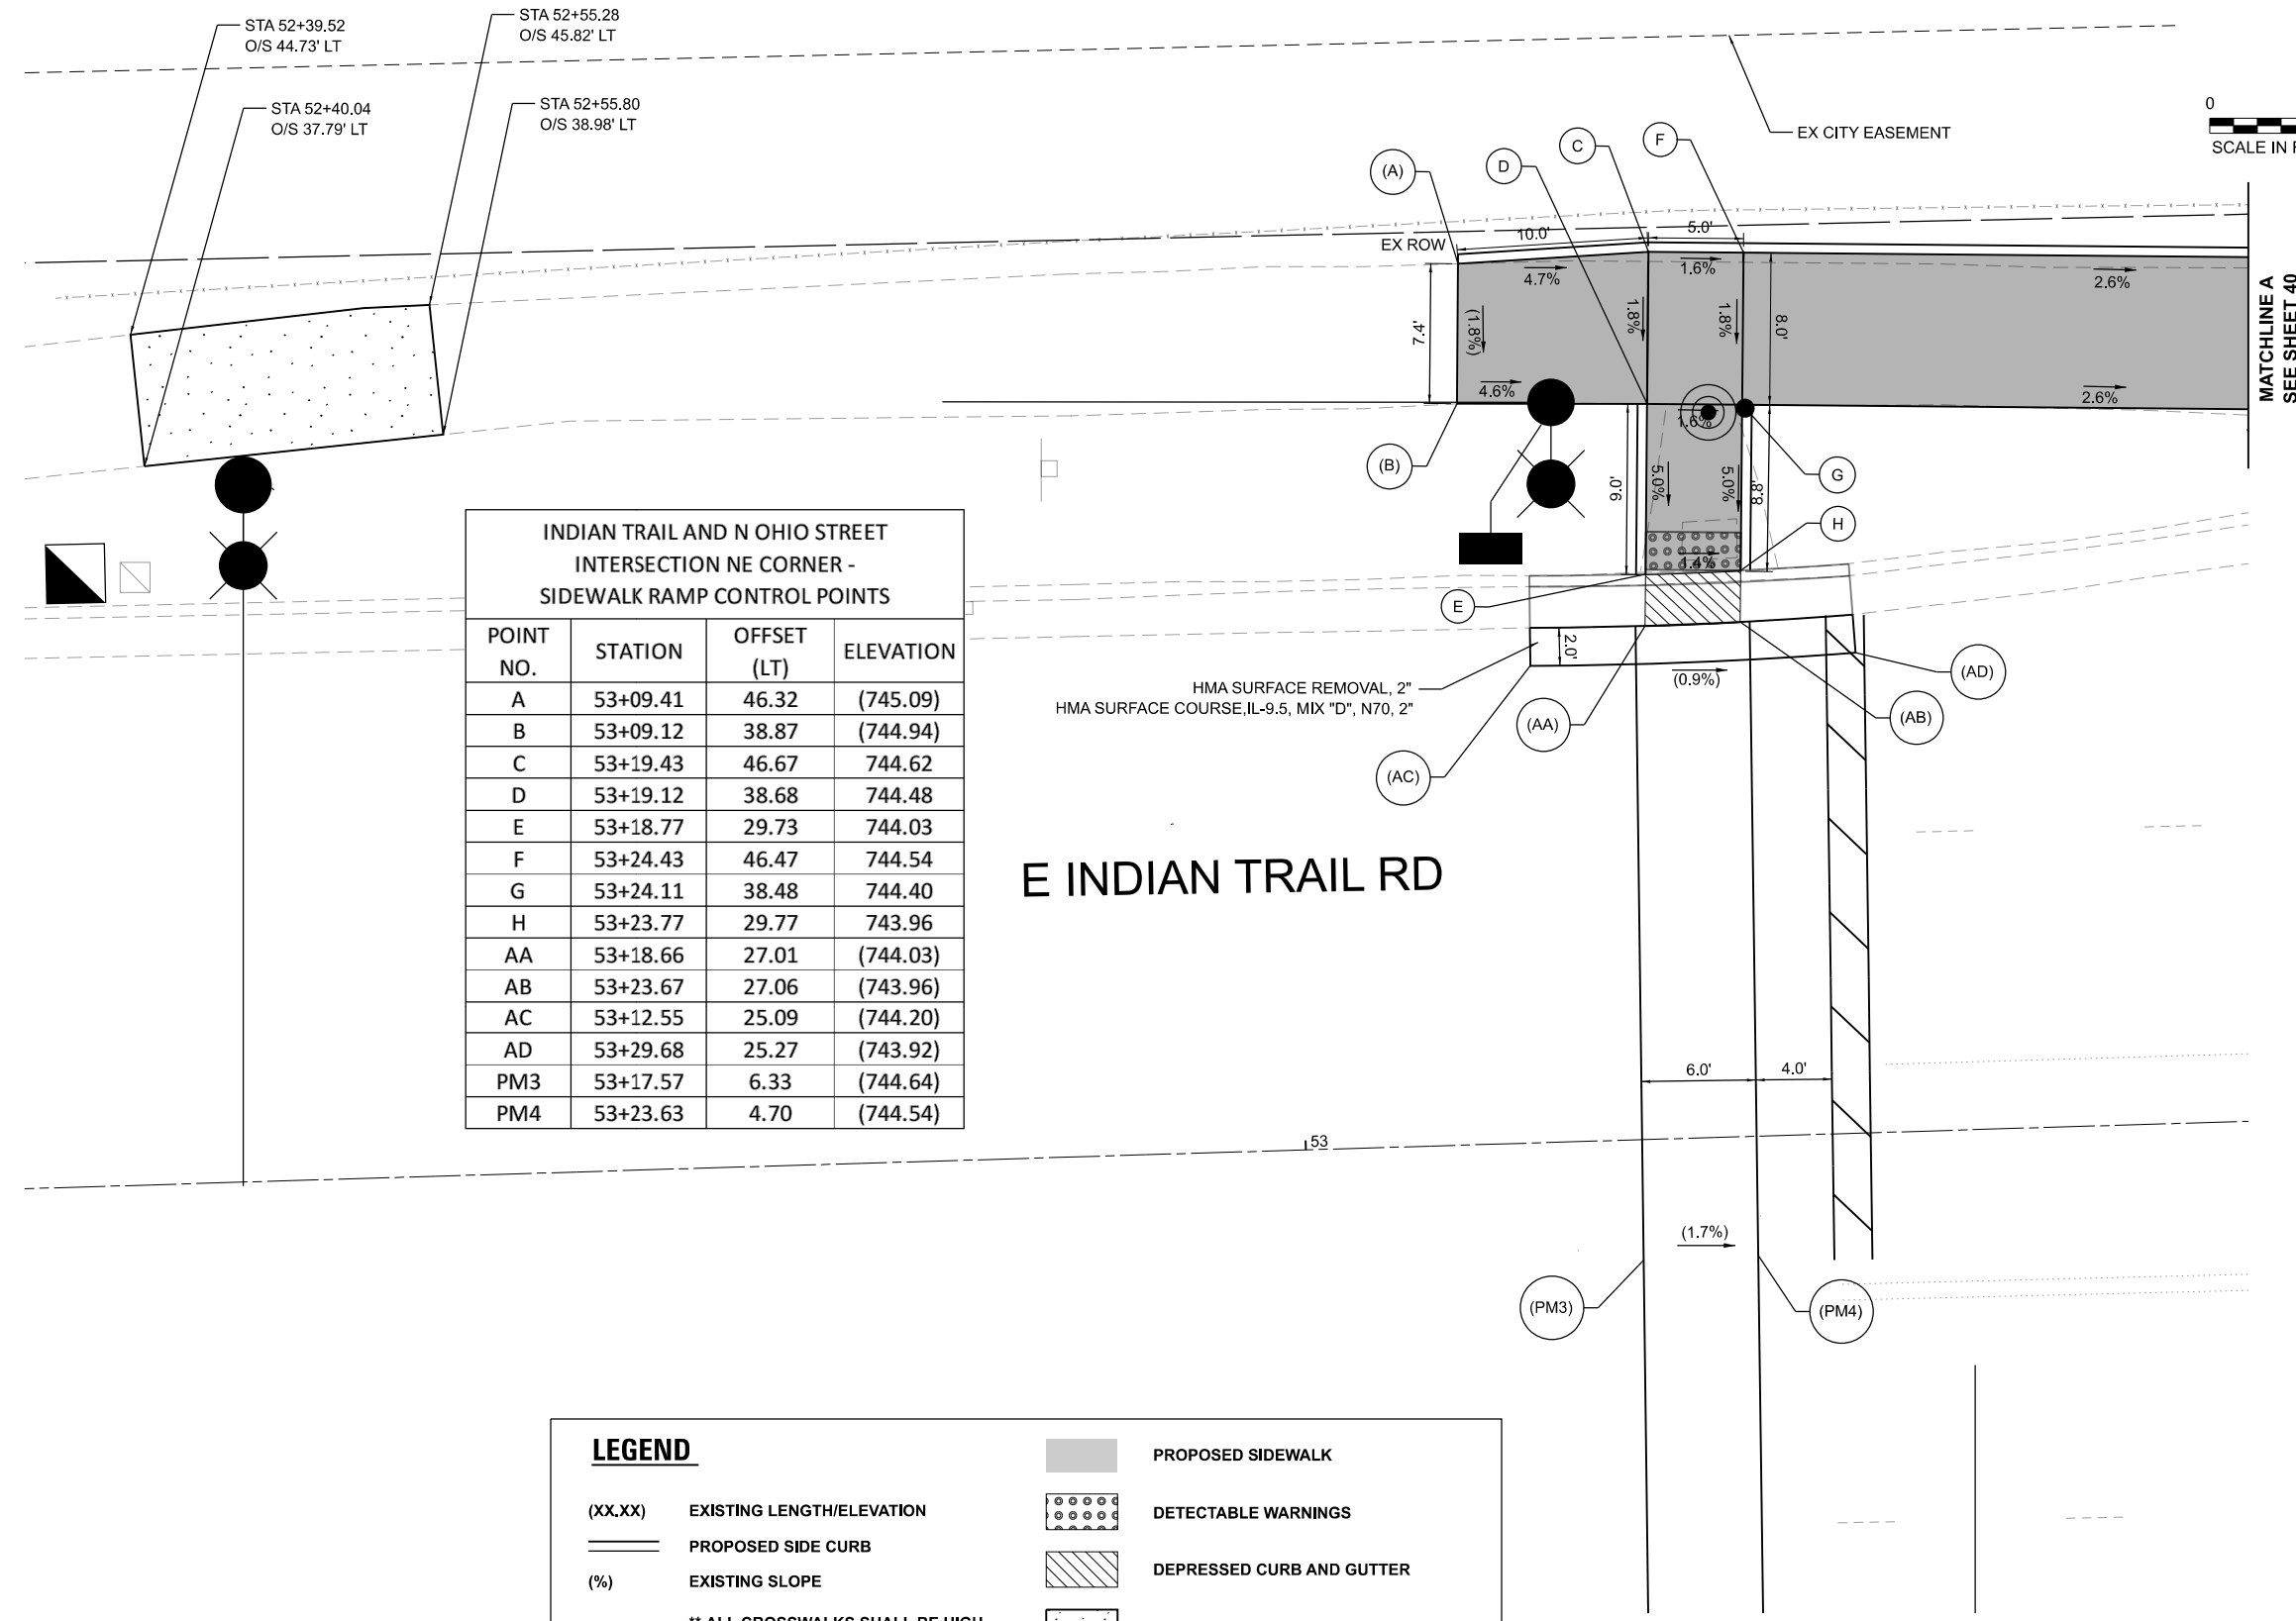 STA 52+39.52
O/S 44.73' LT
STA 52+55.28
O/S 45.82' LT
STA 52+40.04
O/S 37.79' LT
STA 52+55.80
O/S 38.98' LT
EX CITY EASEMENT
0
MATCHLINE A
SEE SHEET 40
(A)
D
C
F
EX ROW
10.0'
5.0'
4.7%
1.6%
2.6%
7.4'
(1.8%)
1.8%
1.8%
8.0'
4.6%
1.6%
2.6%
(B)
9.0'
5.0%
5.0%
8.8'
G
H
1.4%
E
2.0'
(0.9%)
(AD)
HMA SURFACE REMOVAL, 2"
HMA SURFACE COURSE,IL-9.5, MIX "D", N70, 2"
(AA)
(AB)
(AC)
INDIAN TRAIL AND N OHIO STREET
INTERSECTION NE CORNER -
SIDEWALK RAMP CONTROL POINTS
POINT NO. STATION OFFSET (LT) ELEVATION
A 53+09.41 46.32 (745.09)
B 53+09.12 38.87 (744.94)
C 53+19.43 46.67 744.62
D 53+19.12 38.68 744.48
E 53+18.77 29.73 744.03
F 53+24.43 46.47 744.54
G 53+24.11 38.48 744.40
H 53+23.77 29.77 743.96
AA 53+18.66 27.01 (744.03)
AB 53+23.67 27.06 (743.96)
AC 53+12.55 25.09 (744.20)
AD 53+29.68 25.27 (743.92)
PM3 53+17.57 6.33 (744.64)
PM4 53+23.63 4.70 (744.54)
E INDIAN TRAIL RD
6.0'
4.0'
53
(1.7%)
(PM3)
(PM4)
LEGEND
(XX.XX) EXISTING LENGTH/ELEVATION
PROPOSED SIDE CURB
(%) EXISTING SLOPE
PROPOSED SIDEWALK
DETECTABLE WARNINGS
DEPRESSED CURB AND GUTTER
** ALL CROSSWALKS SHALL BE HIGH
SCALE IN